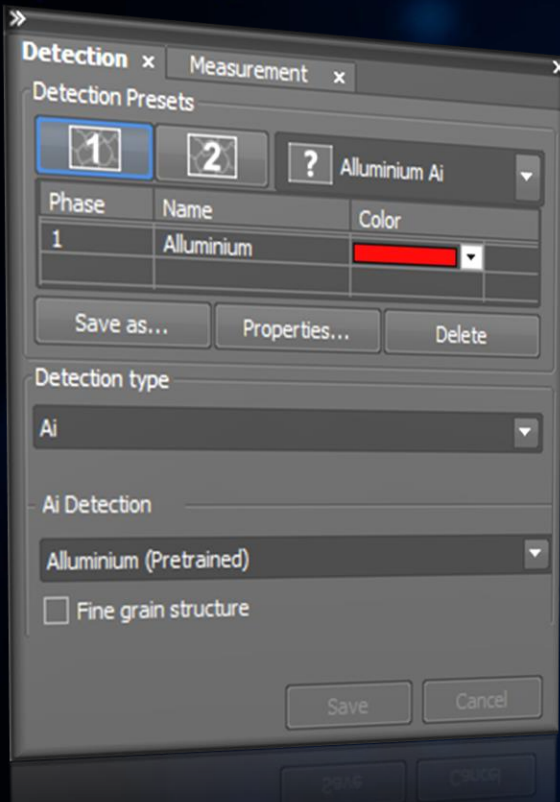 Detection x Measurement x
Detection Presets
1 2 ? Alluminium Ai
Phase Name Color
1 Alluminium
Save as... Properties... Delete
Detection type
Ai
Ai Detection
Alluminium (Pretrained)
Fine grain structure
Save Cancel